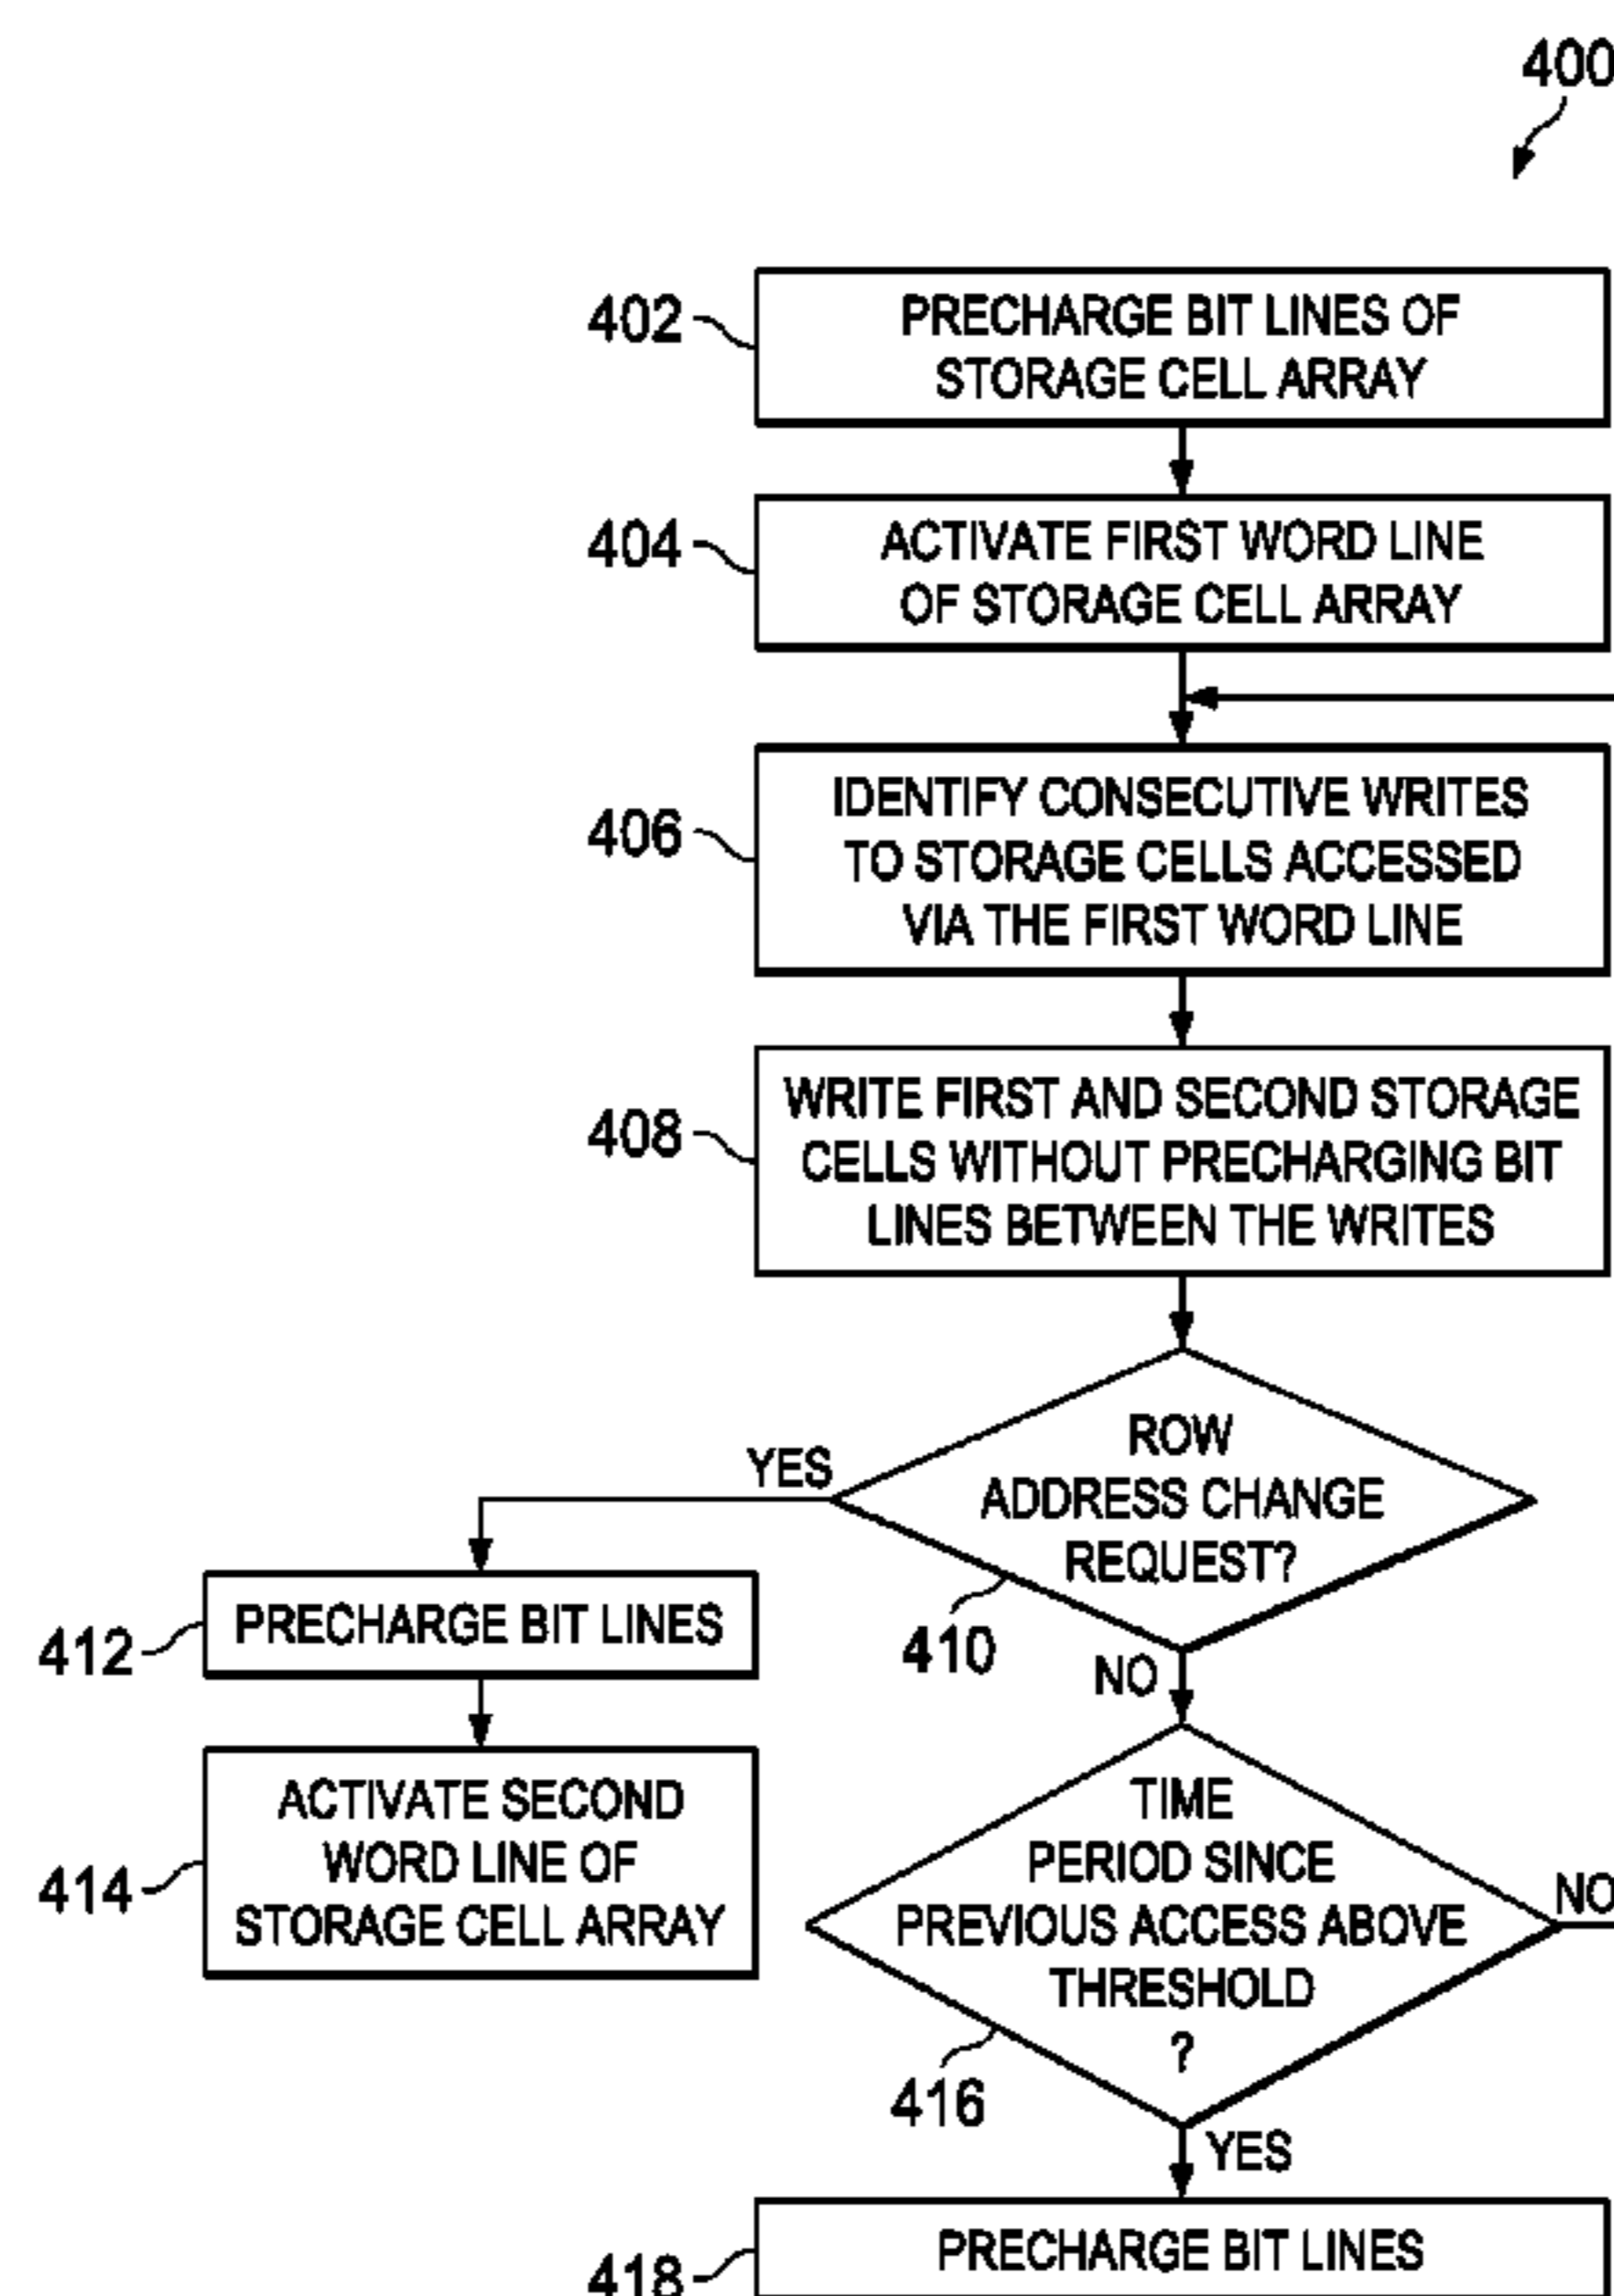 400
402
PRECHARGE BIT LINES OF
STORAGE CELL ARRAY
404
ACTIVATE FIRST WORD LINE
OF STORAGE CELL ARRAY
406
IDENTIFY CONSECUTIVE WRITES
TO STORAGE CELLS ACCESSED
VIA THE FIRST WORD LINE
408
WRITE FIRST AND SECOND STORAGE
CELLS WITHOUT PRECHARGING BIT
LINES BETWEEN THE WRITES
ROW
ADDRESS CHANGE
REQUEST?
410
YES
NO
412
PRECHARGE BIT LINES
414
ACTIVATE SECOND
WORD LINE OF
STORAGE CELL ARRAY
TIME
PERIOD SINCE
PREVIOUS ACCESS ABOVE
THRESHOLD
?
416
NO
YES
418
PRECHARGE BIT LINES